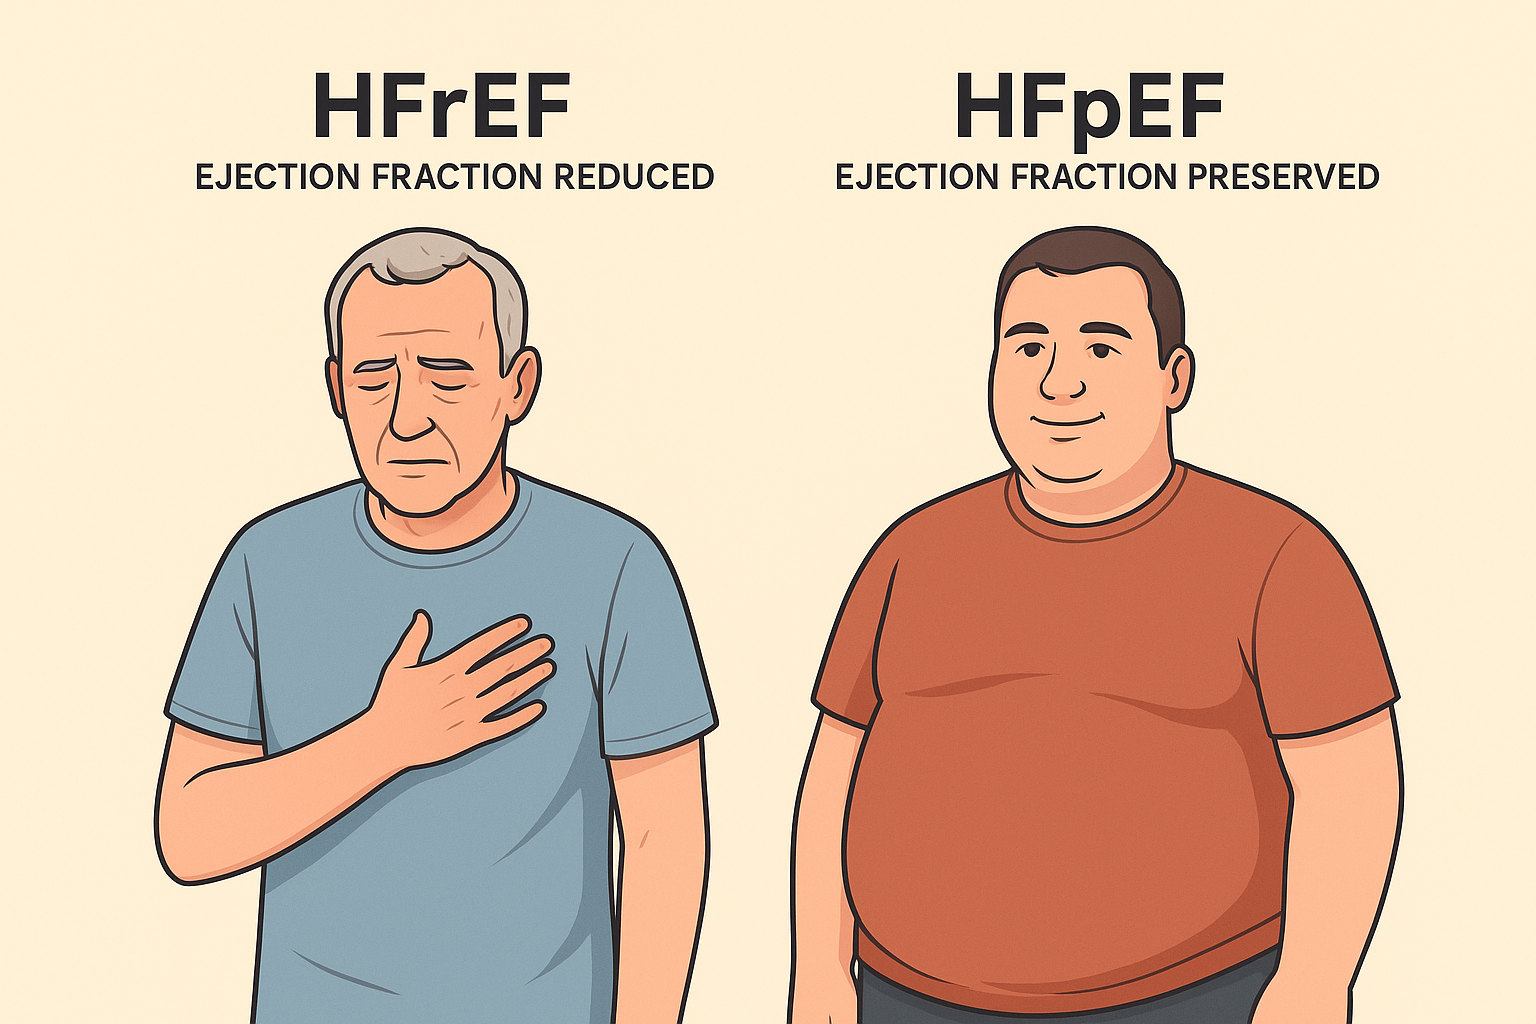 HFrEF
EJECTION FRACTION REDUCED
HFpEF
EJECTION FRACTION PRESERVED